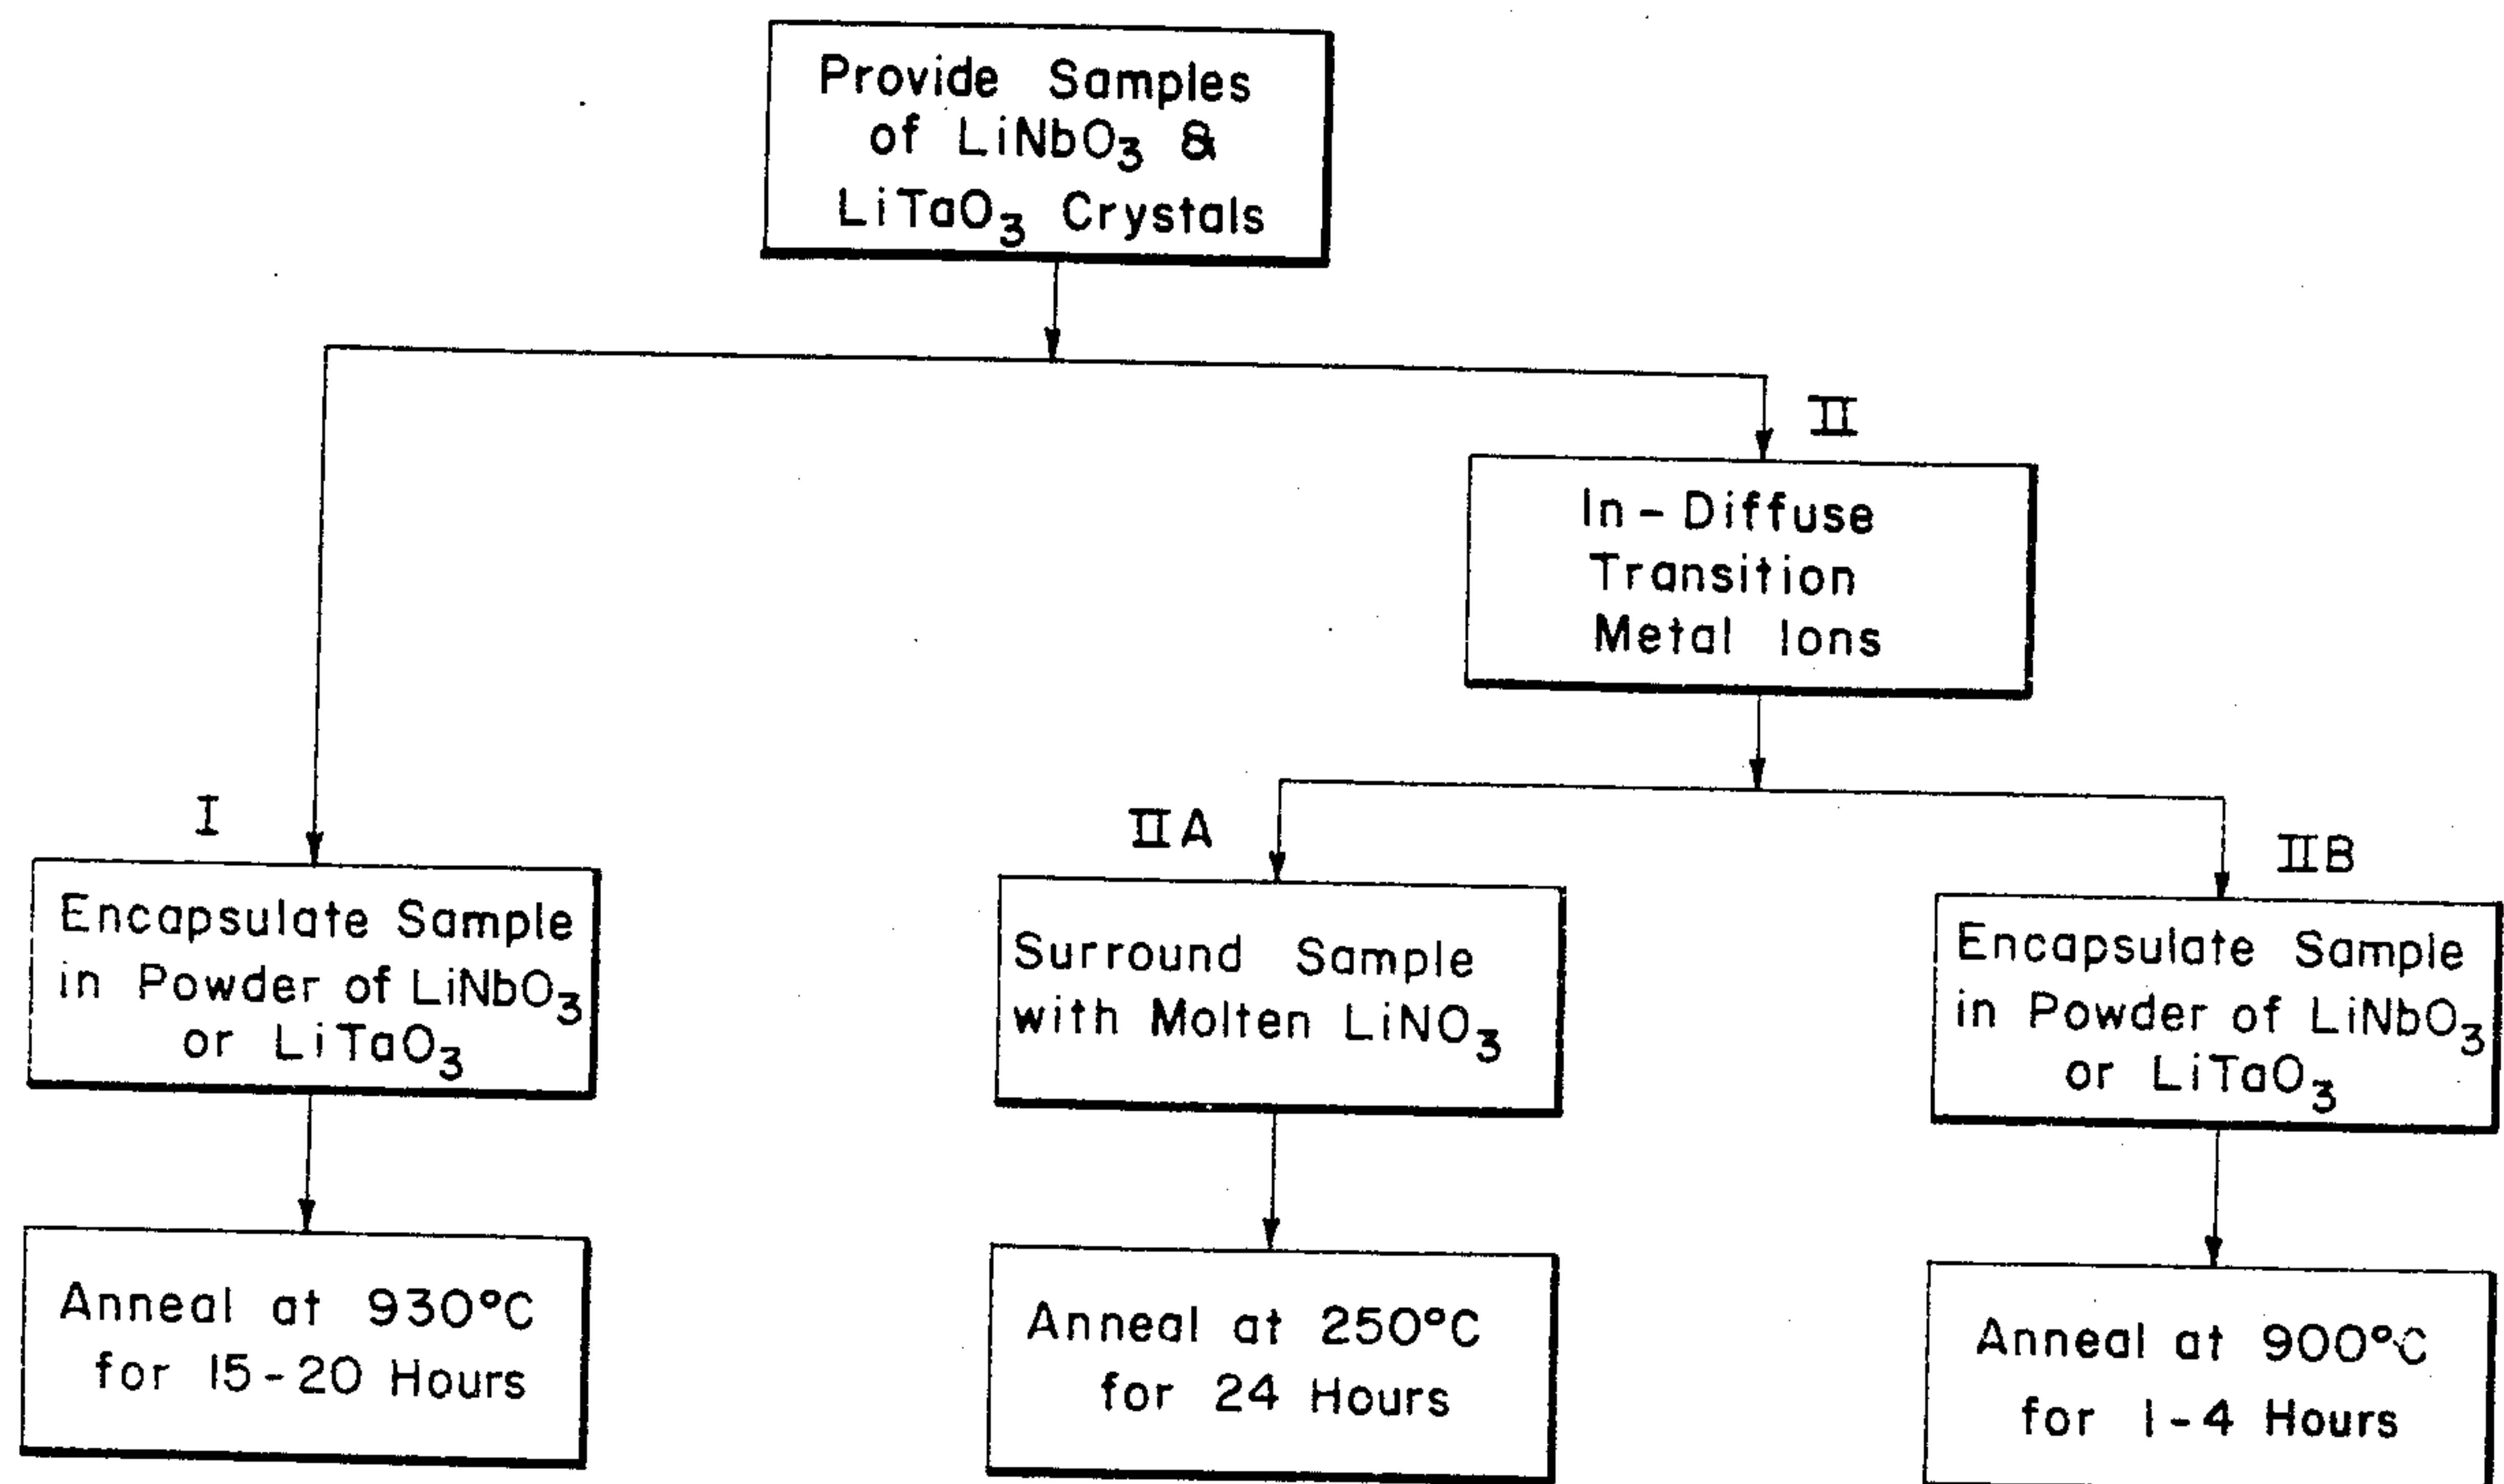 Provide Samples
of LiNbO₃ &
LiTaO₃ Crystals
II
In-Diffuse
Transition
Metal Ions
I
Encapsulate Sample
in Powder of LiNbO₃
or LiTaO₃
IIA
Surround Sample
with Molten LiNO₃
IIB
Encapsulate Sample
in Powder of LiNbO₃
or LiTaO₃
Anneal at 930°C
for 15-20 Hours
Anneal at 250°C
for 24 Hours
Anneal at 900°C
for 1-4 Hours